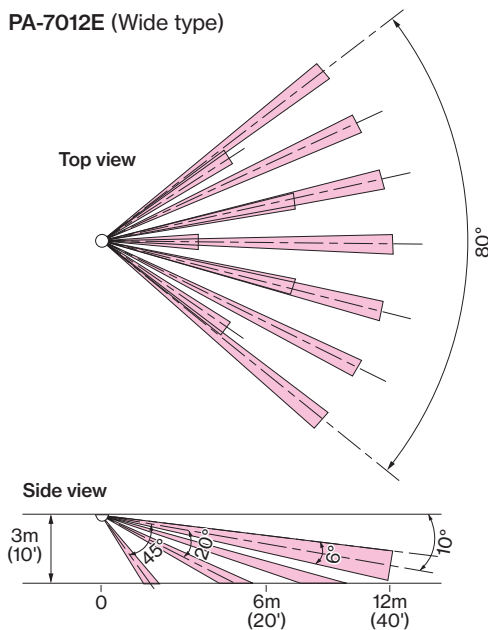 PA-7012E (Wide type)
Top view
80°
Side view
3m
(10')
45°
20°
6°
10°
0
6m
(20')
12m
(40')